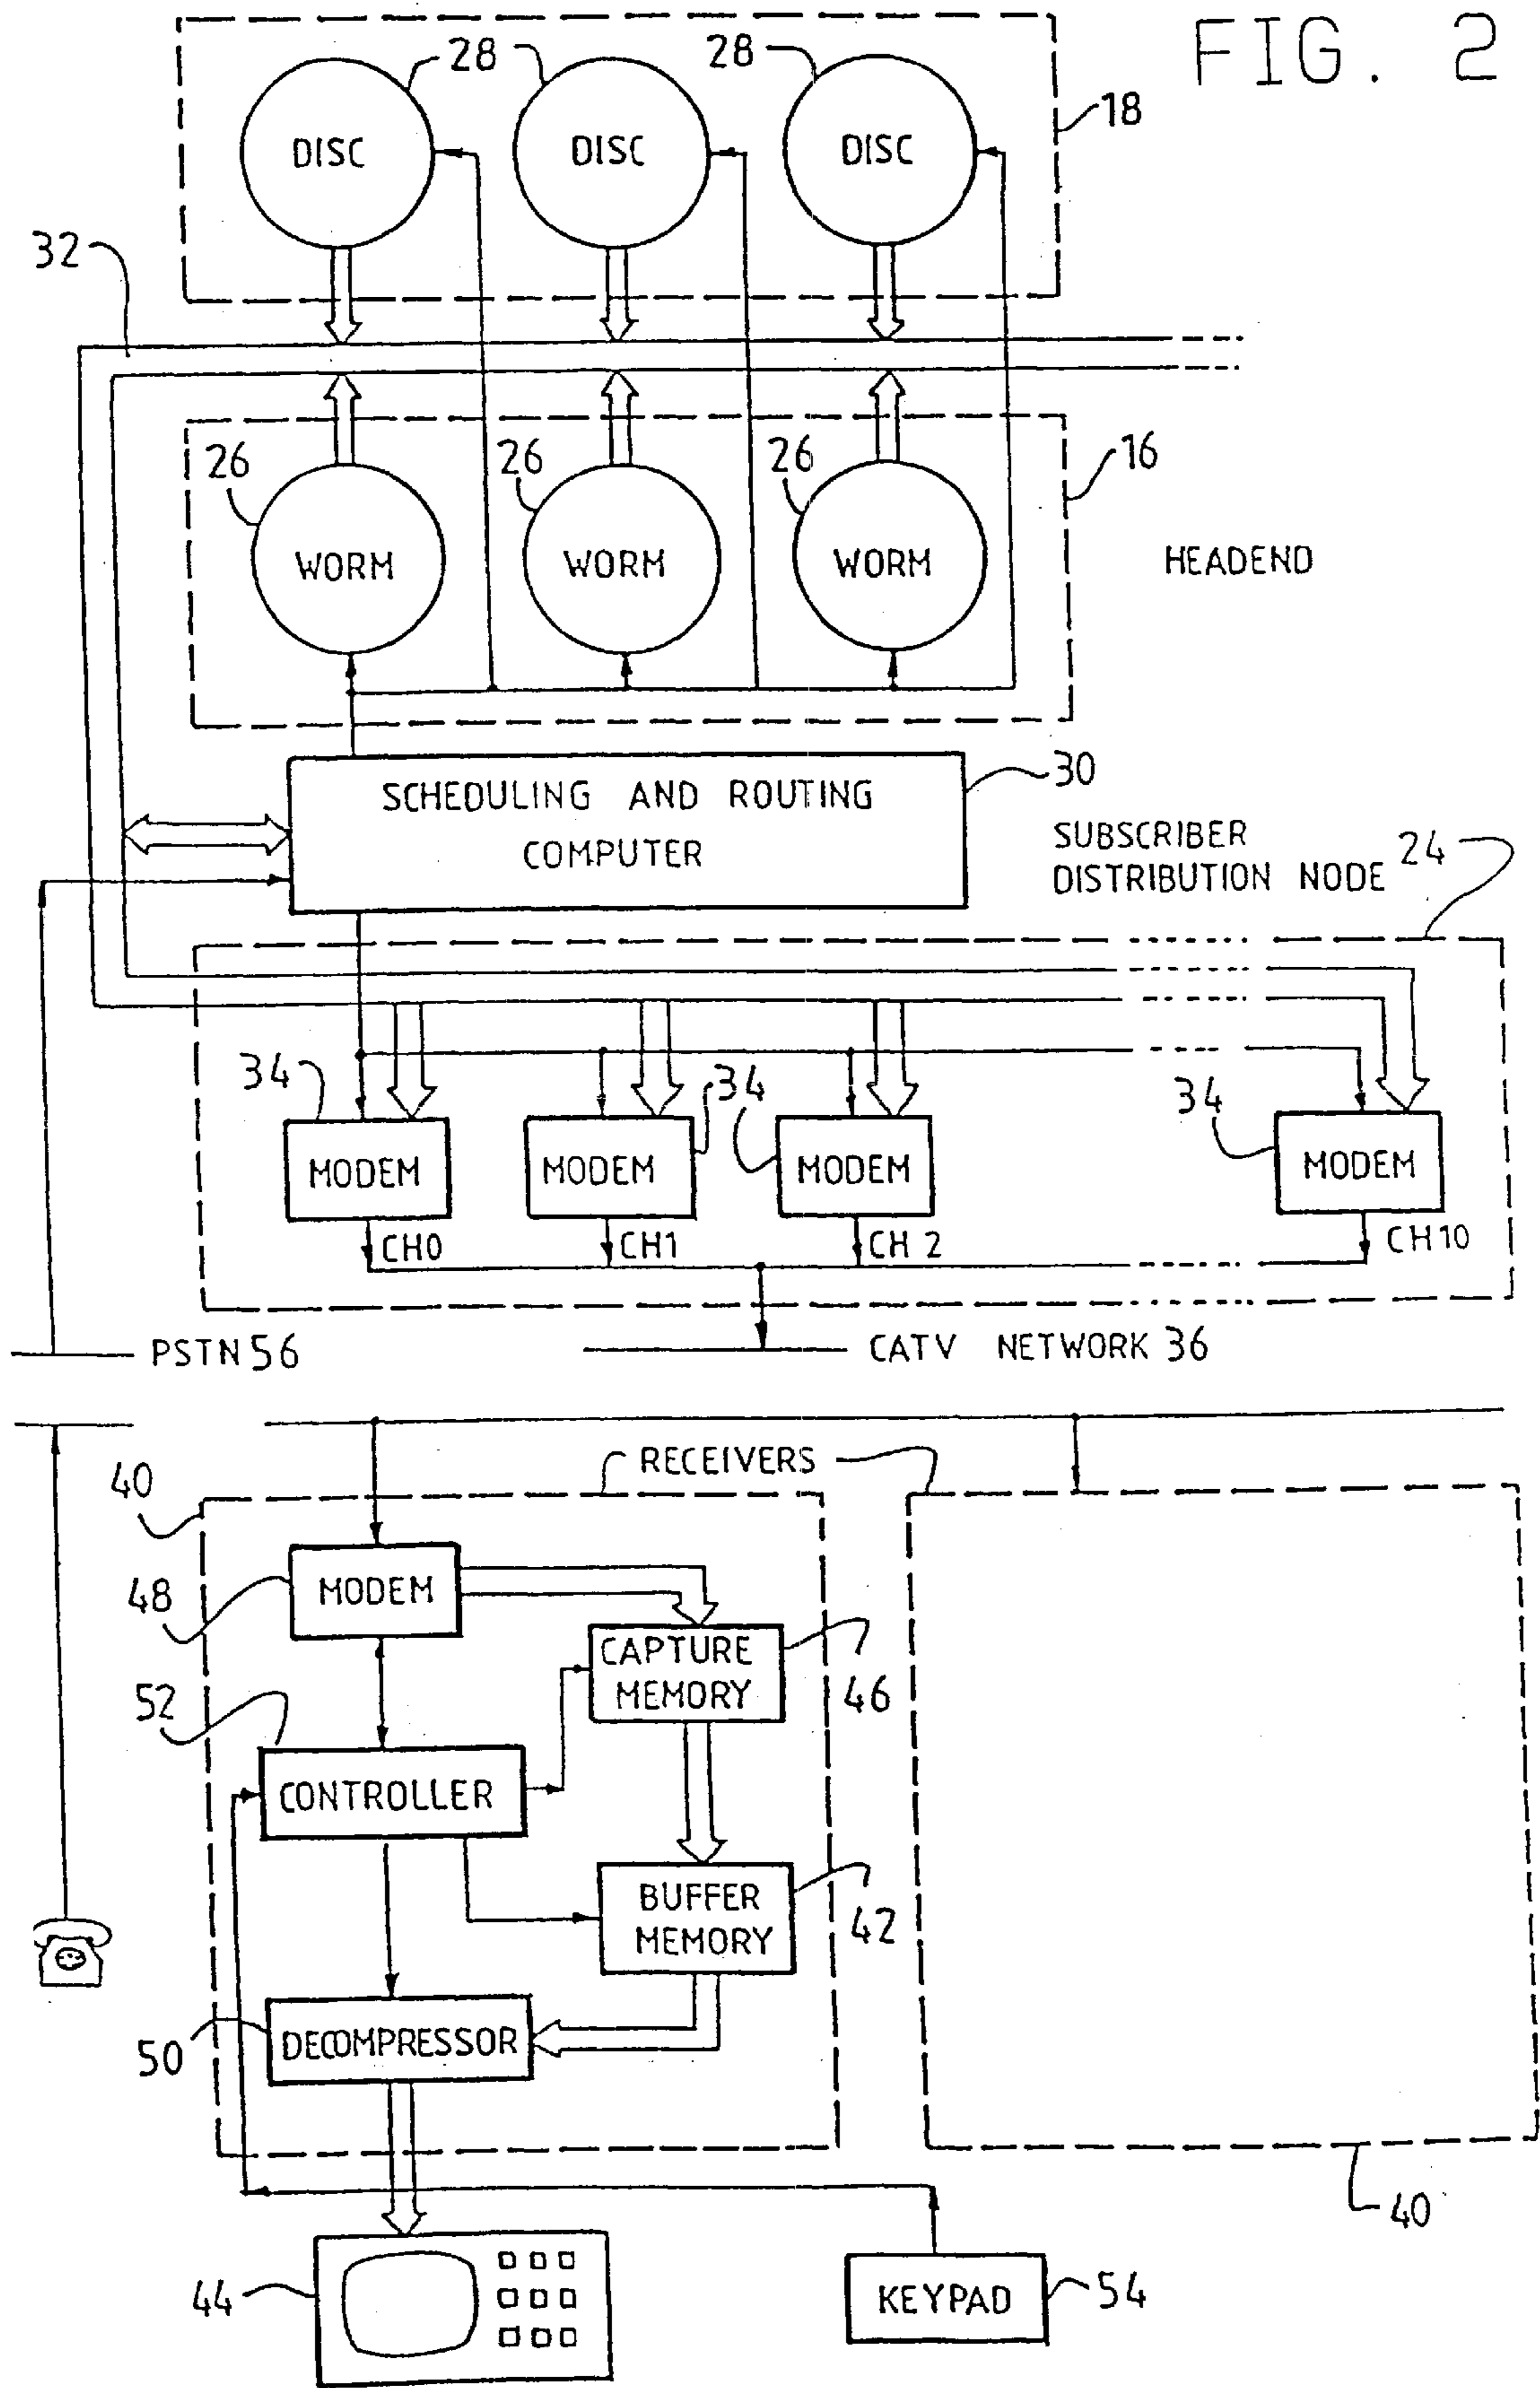 FIG. 2
28
28
18
DISC
DISC
DISC
32
26
26
26
16
WORM
WORM
WORM
HEADEND
30
SCHEDULING AND ROUTING
COMPUTER
SUBSCRIBER
DISTRIBUTION NODE 24
34
34
34
34
MODEM
MODEM
MODEM
MODEM
CH0
CH1
CH 2
CH 10
PSTN 56
CATV NETWORK 36
RECEIVERS
40
48
MODEM
CAPTURE
MEMORY
46
52
CONTROLLER
BUFFER
MEMORY
42
50
DECOMPRESSOR
40
44
KEYPAD
54